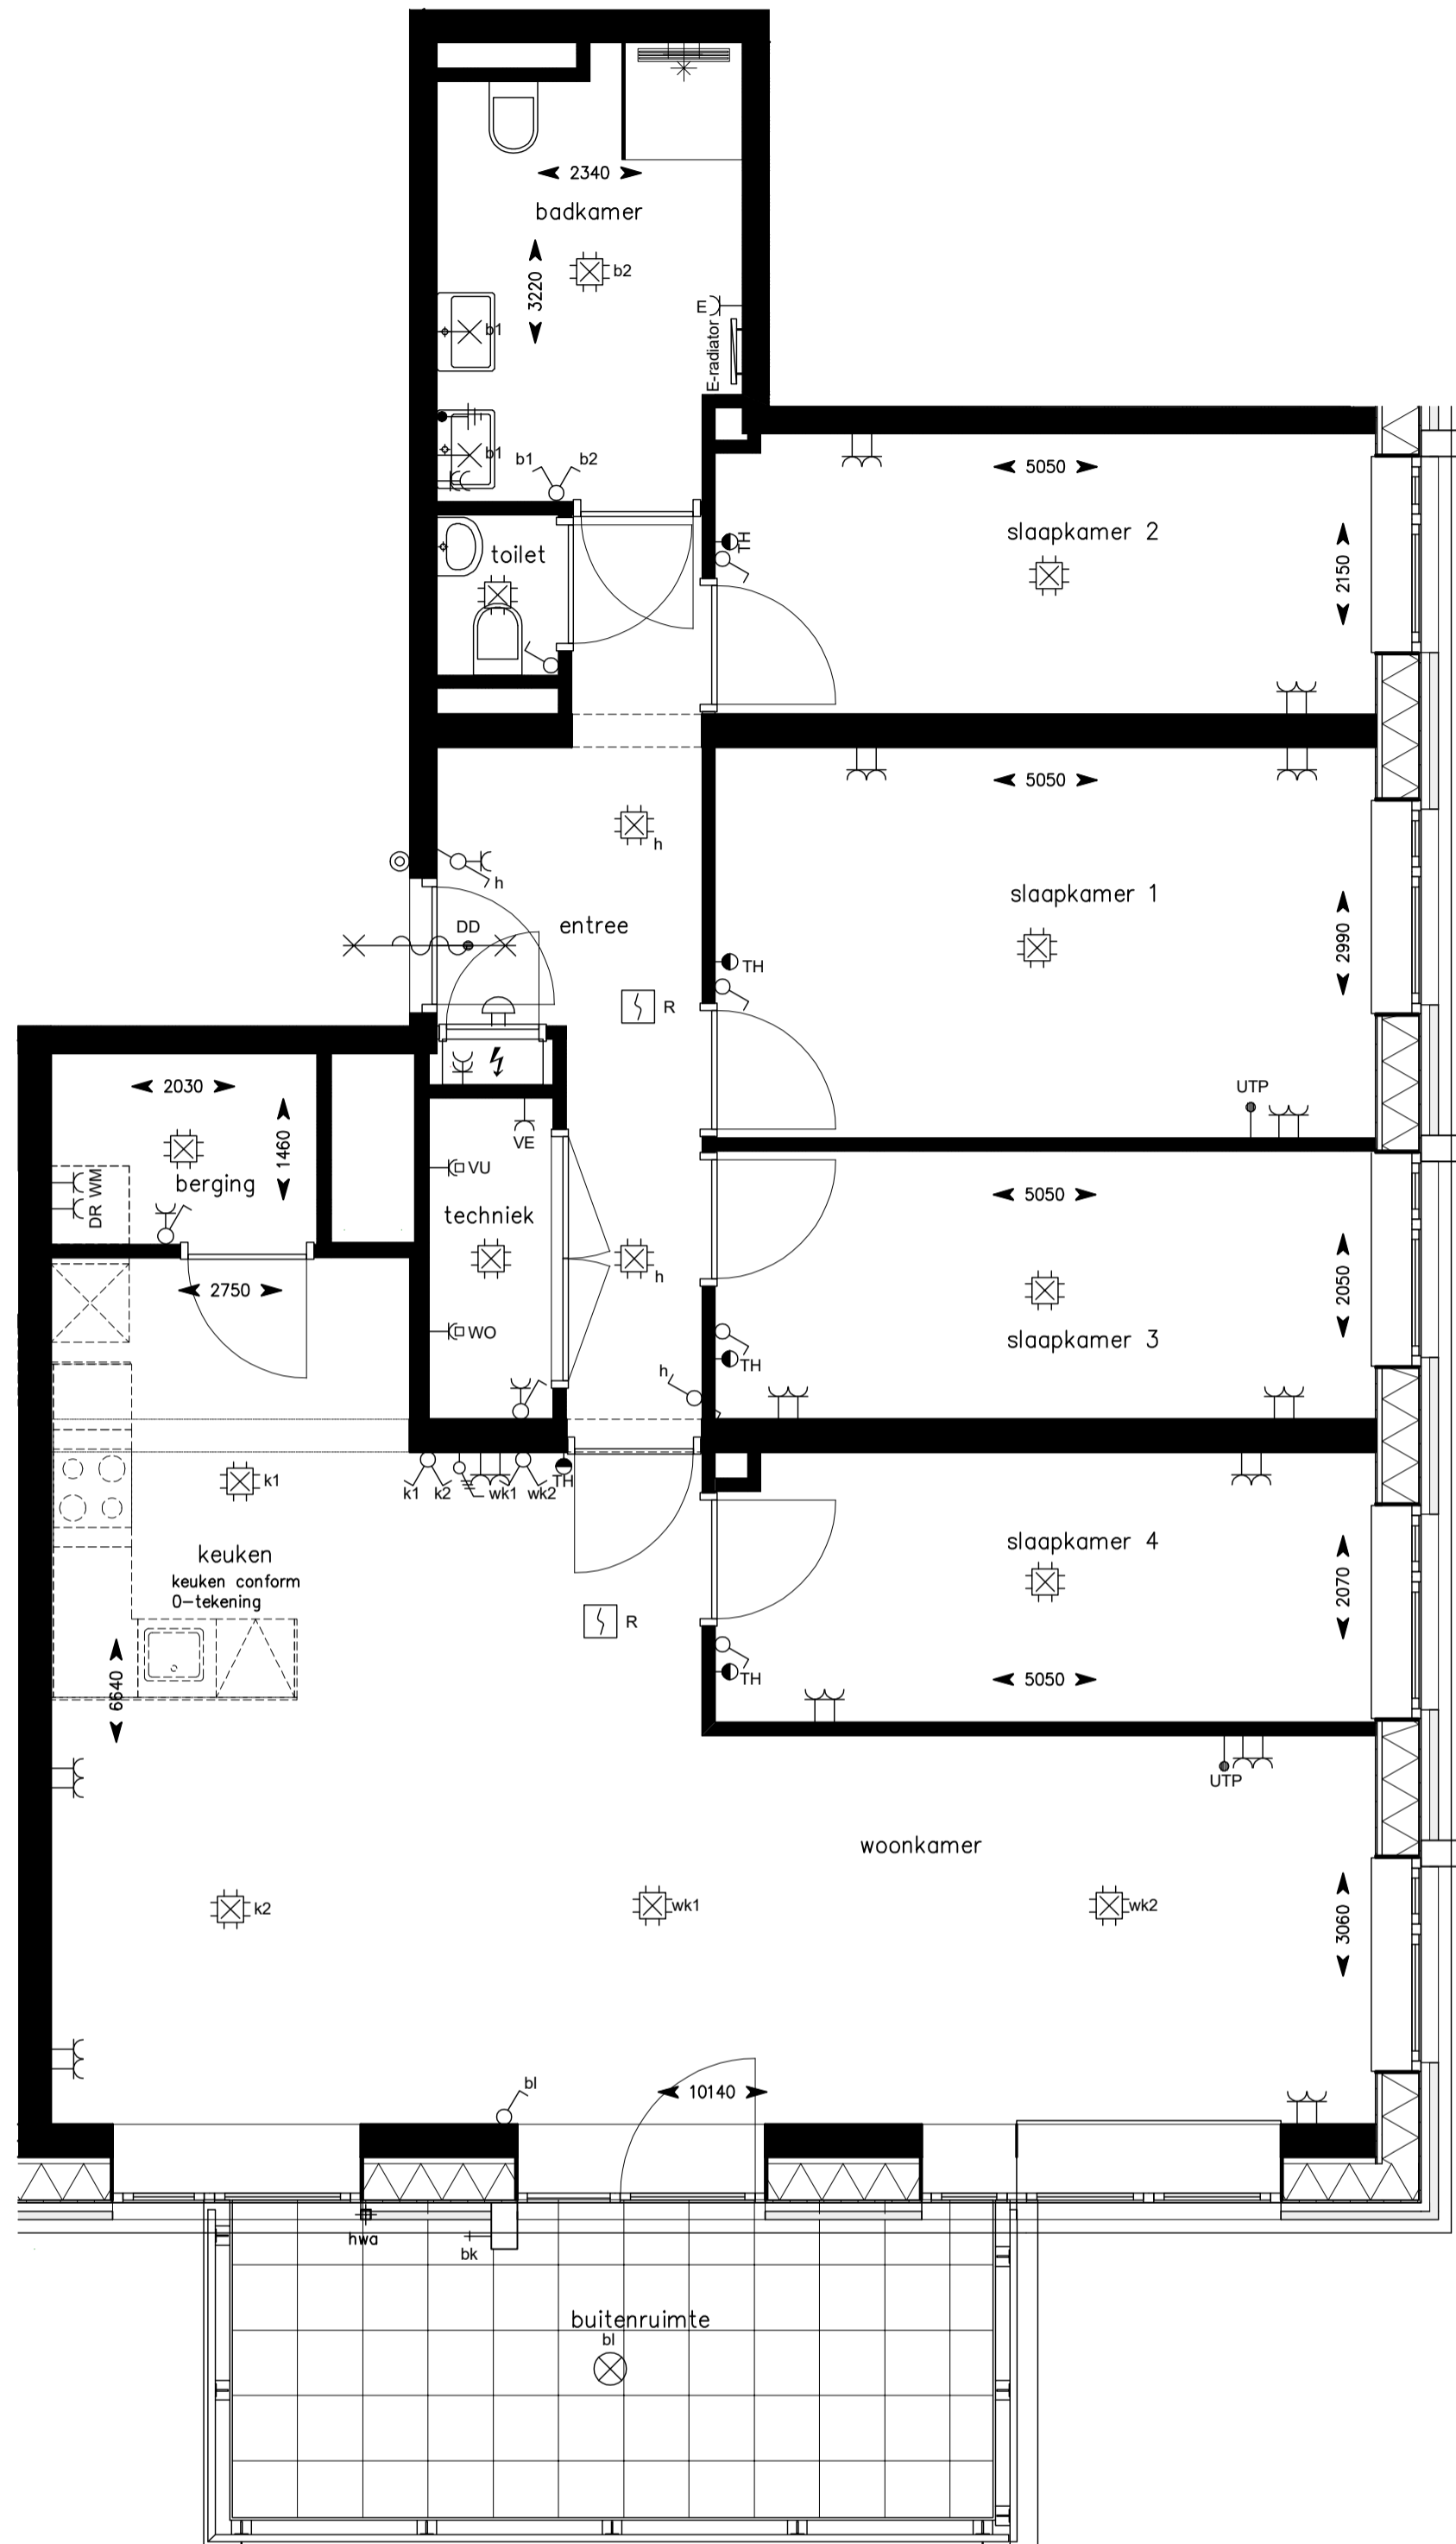 2340
badkamer
b2
3220
E
E-radiator
b1
b1
b1 b2
5050
slaapkamer 2
TH
2150
toilet
5050
h
h
slaapkamer 1
entree
DD
2990
TH
R
2030
1460
UTP
VE
VU
berging
DR WM
techniek
5050
h
2750
2050
WO
slaapkamer 3
TH
h
k1 k2 wk1 wk2 TH
k1
keuken
keuken conform
0-tekening
slaapkamer 4
2070
R
6640
TH
5050
UTP
woonkamer
k2
wk1
wk2
3060
bl
10140
hwa
bk
buitenruimte
bl